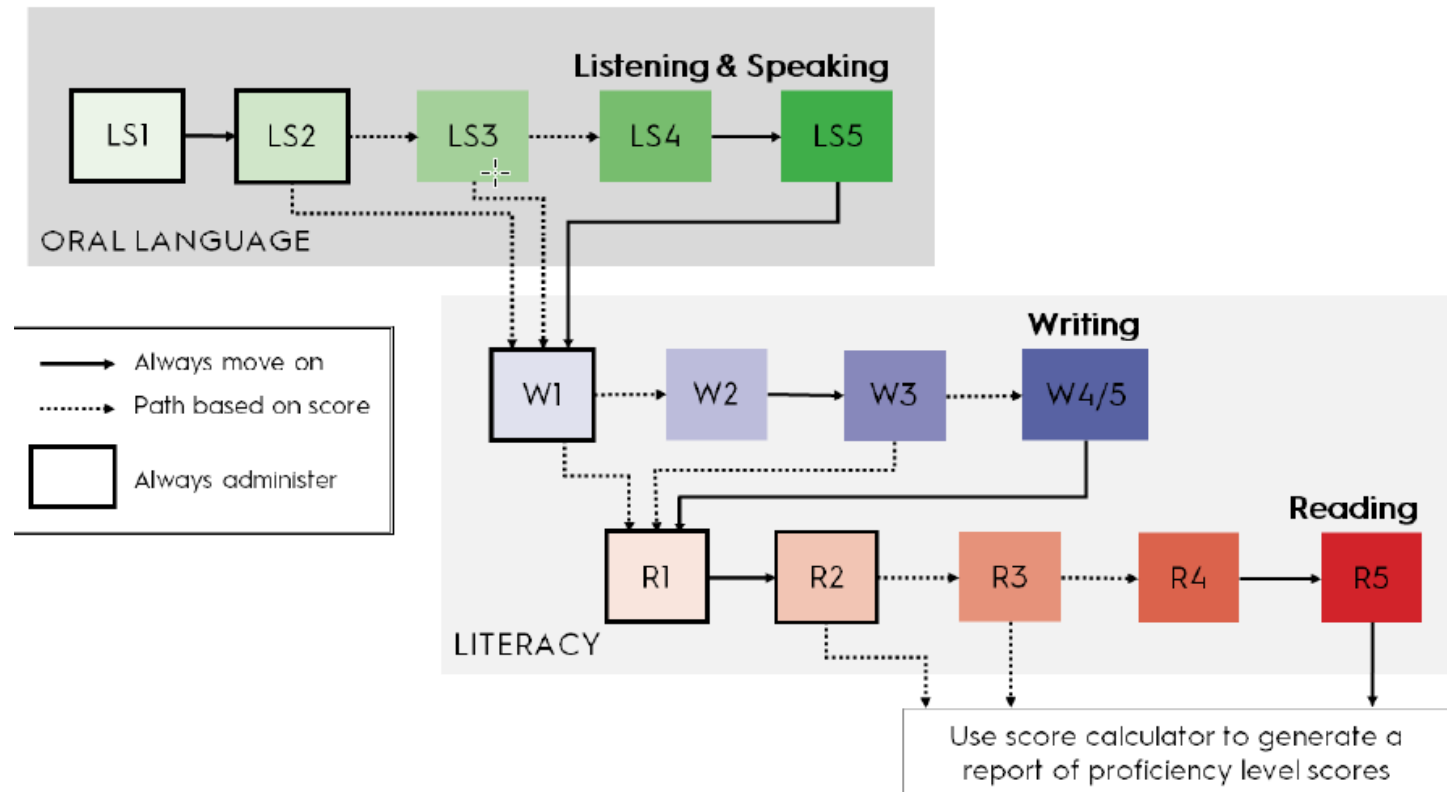 Listening & Speaking
LS1
LS2
LS3
LS4
LS5
ORAL LANGUAGE
Always move on
Path based on score
Always administer
Writing
W1
W2
W3
W4/5
Reading
R1
R2
R3
R4
R5
LITERACY
Use score calculator to generate a
report of proficiency level scores